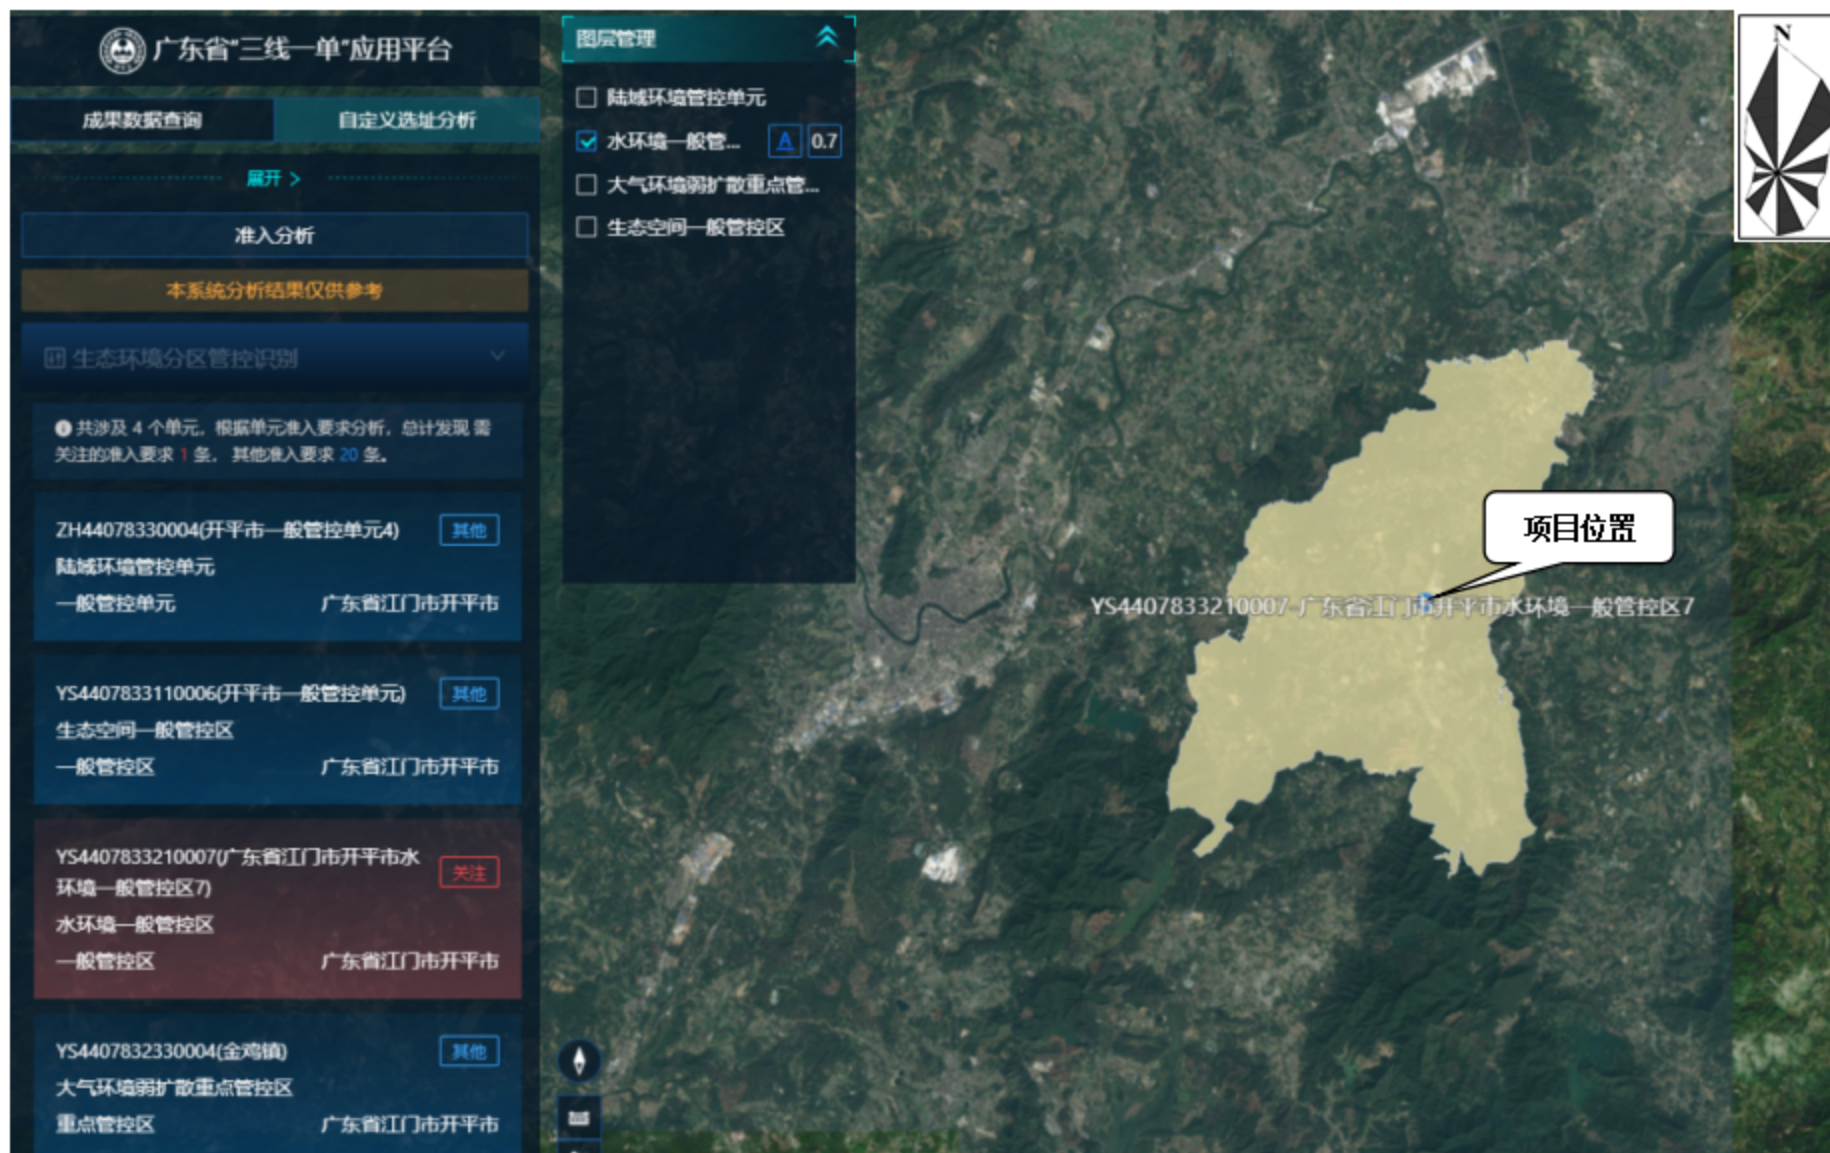 广东省“三线一单”应用平台
成果数据查询
自定义选址分析
展开 >
准入分析
本系统分析结果仅供参考
生态环境分区管控识别
共涉及 4 个单元，根据单元准入要求分析，总计发现 需
关注的准入要求 1 条， 其他准入要求 20 条。
ZH44078330004(开平市一般管控单元4)
其他
陆域环境管控单元
一般管控单元
广东省江门市开平市
YS4407833110006(开平市一般管控单元)
其他
生态空间一般管控区
一般管控区
广东省江门市开平市
YS4407833210007(广东省江门市开平市水
环境一般管控区7)
关注
水环境一般管控区
一般管控区
广东省江门市开平市
YS4407832330004(金鸡镇)
其他
大气环境弱扩散重点管控区
重点管控区
广东省江门市开平市
图层管理
陆域环境管控单元
水环境一般管...
A
0.7
大气环境弱扩散重点管...
生态空间一般管控区
N
项目位置
YS4407833210007-广东省江门市开平市水环境一般管控区7